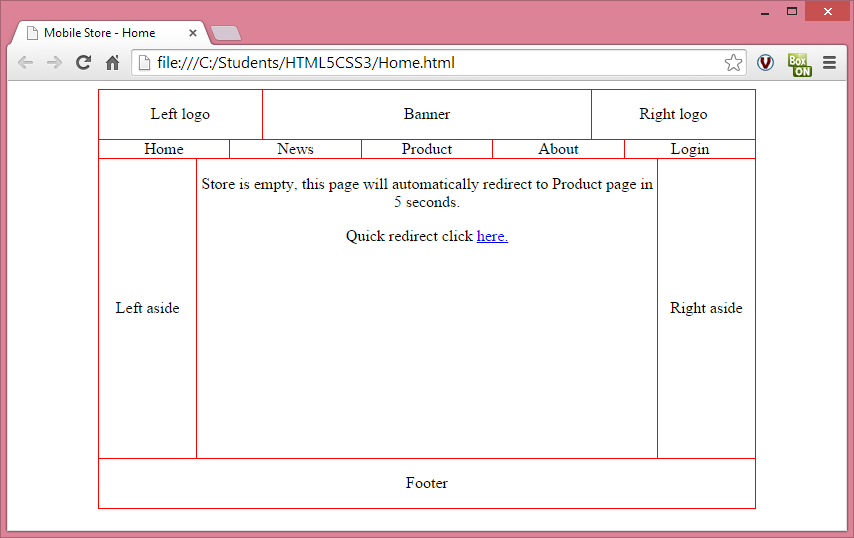 Mobile Store - Home
file:///C:/Students/HTML5CSS3/Home.html
Box
ON
Left logo
Banner
Right logo
Home
News
Product
About
Login
Store is empty, this page will automatically redirect to Product page in
5 seconds.
Quick redirect click here.
Left aside
Right aside
Footer